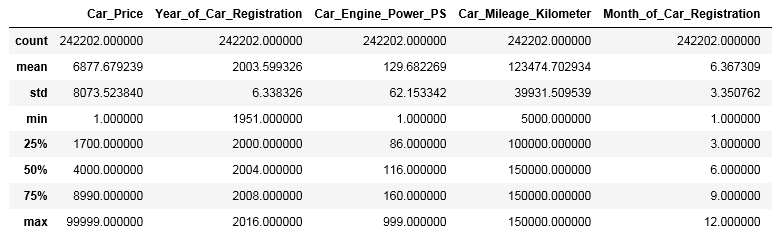 Car_Price Year_of_Car_Registration Car_Engine_Power_PS Car_Mileage_Kilometer Month_of_Car_Registration
count 242202.000000 242202.000000 242202.000000 242202.000000 242202.000000
mean 6877.679239 2003.599326 129.682269 123474.702934 6.367309
std 8073.523840 6.338326 62.153342 39931.509539 3.350762
min 1.000000 1951.000000 1.000000 5000.000000 1.000000
25% 1700.000000 2000.000000 86.000000 100000.000000 3.000000
50% 4000.000000 2004.000000 116.000000 150000.000000 6.000000
75% 8990.000000 2008.000000 160.000000 150000.000000 9.000000
max 99999.000000 2016.000000 999.000000 150000.000000 12.000000